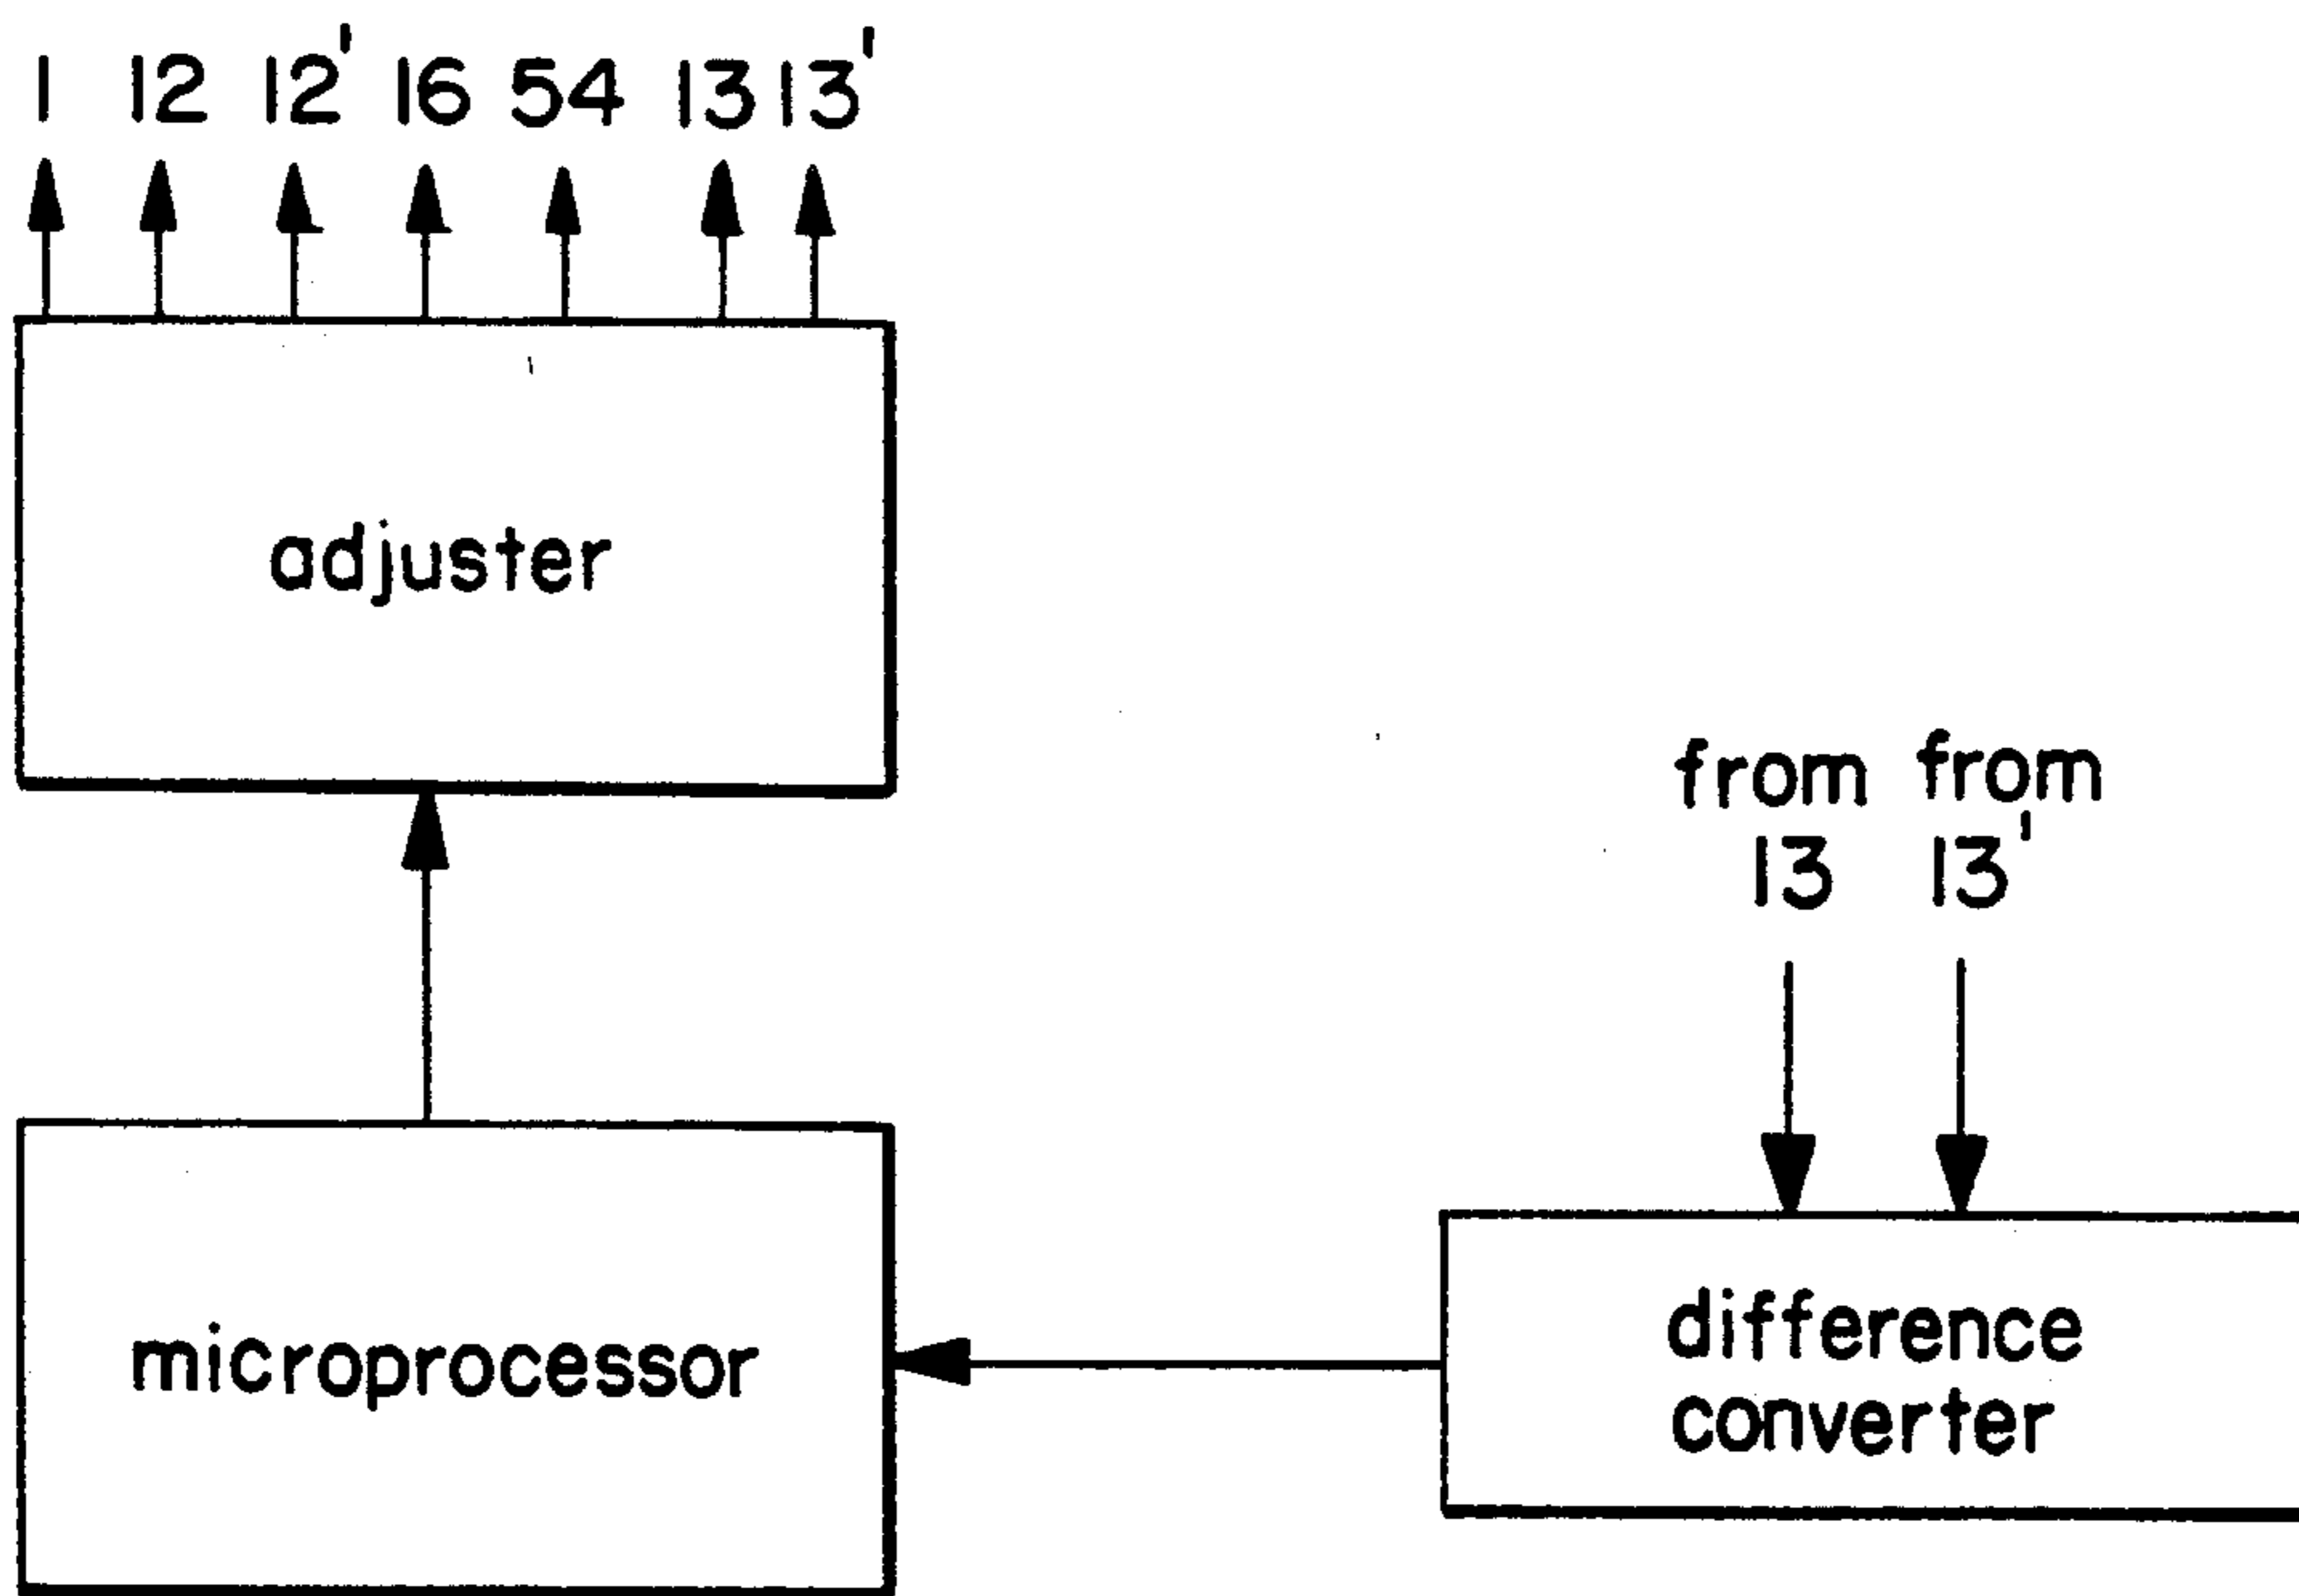 1 12 12' 16 54 13 13'
adjuster
from from
13 13'
microprocessor
difference
converter